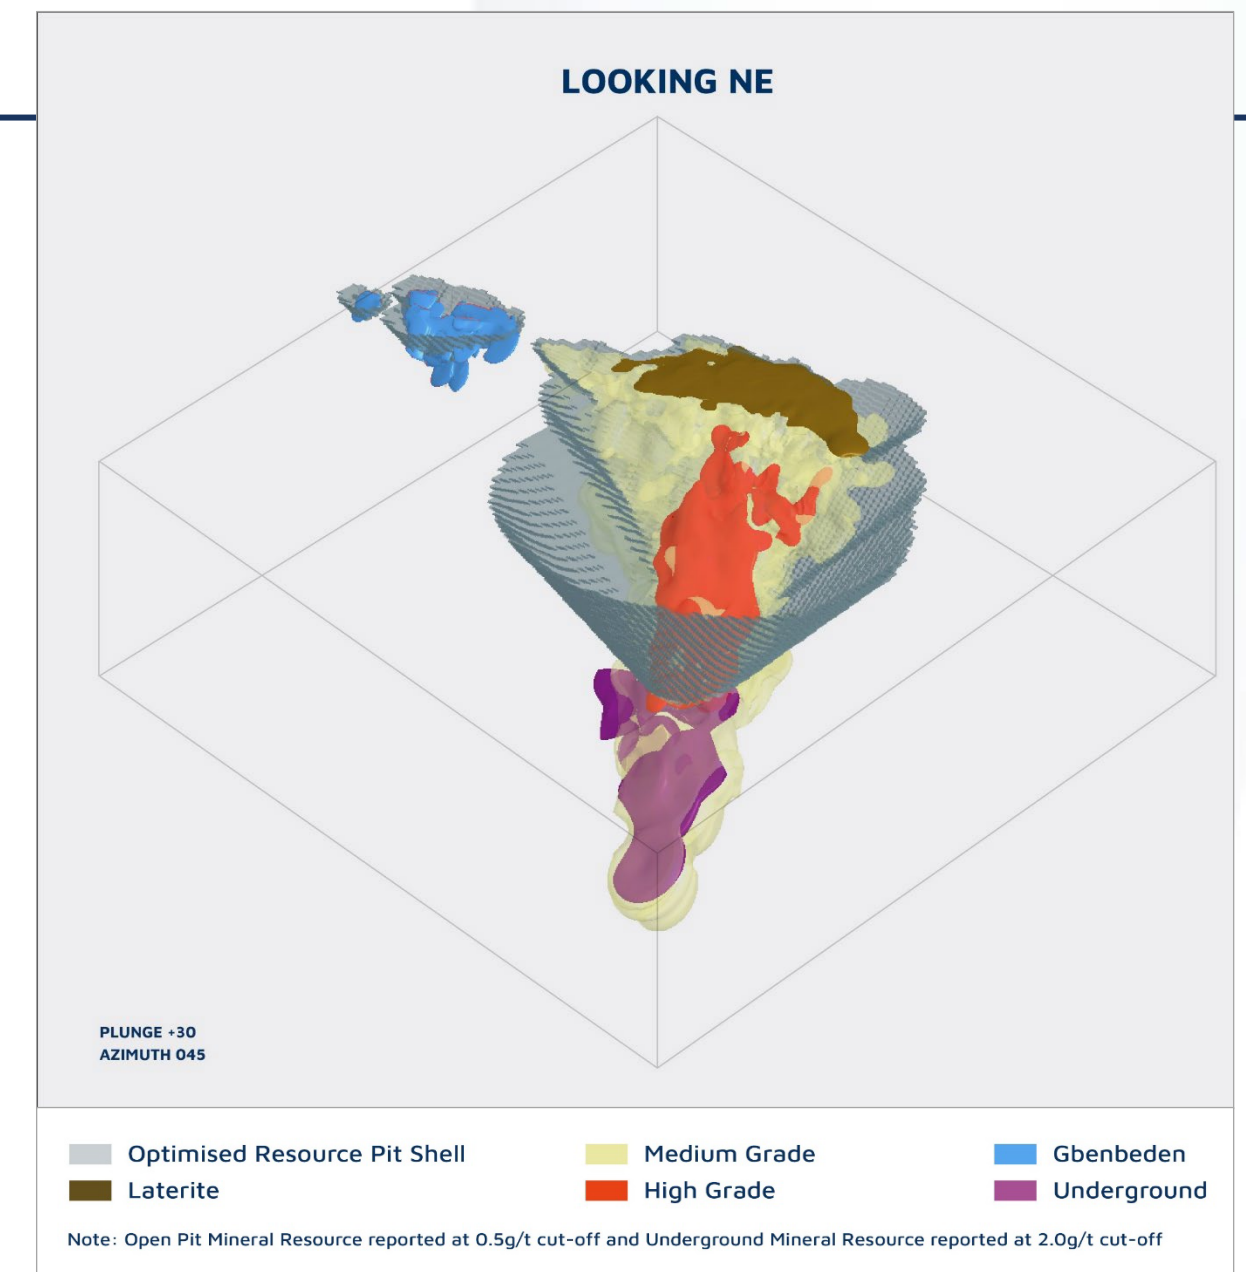 LOOKING NE
PLUNGE +30
AZIMUTH 045
Optimised Resource Pit Shell
Medium Grade
Gbenbeden
Laterite
High Grade
Underground
Note: Open Pit Mineral Resource reported at 0.5g/t cut-off and Underground Mineral Resource reported at 2.0g/t cut-off